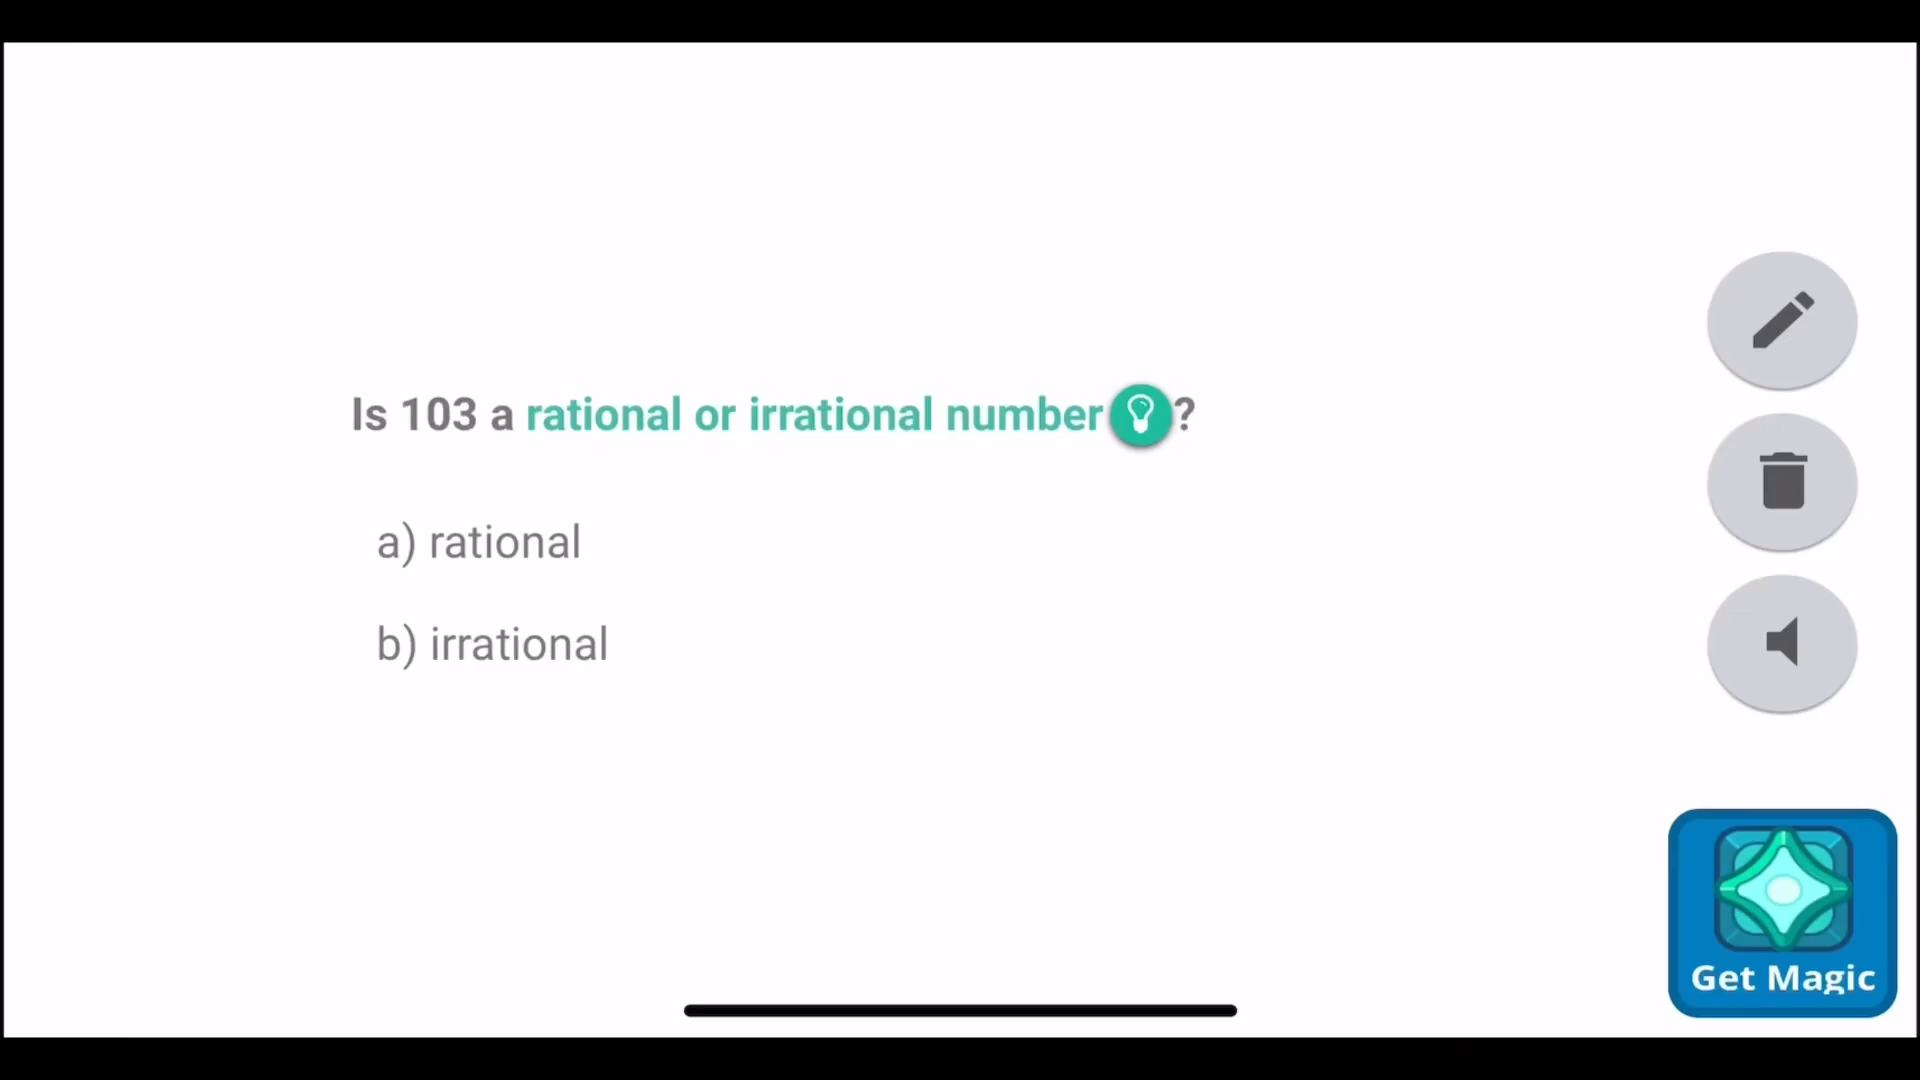 Is 103 a rational or irrational number ?
a) rational
b) irrational
Get Magic